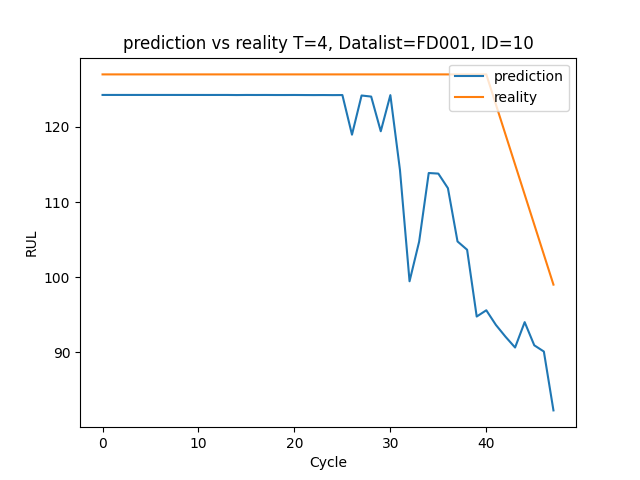 prediction vs reality T=4, Datalist=FD001, ID=10
prediction
reality
120
110
100
90
RUL
0 10 20 30 40
Cycle